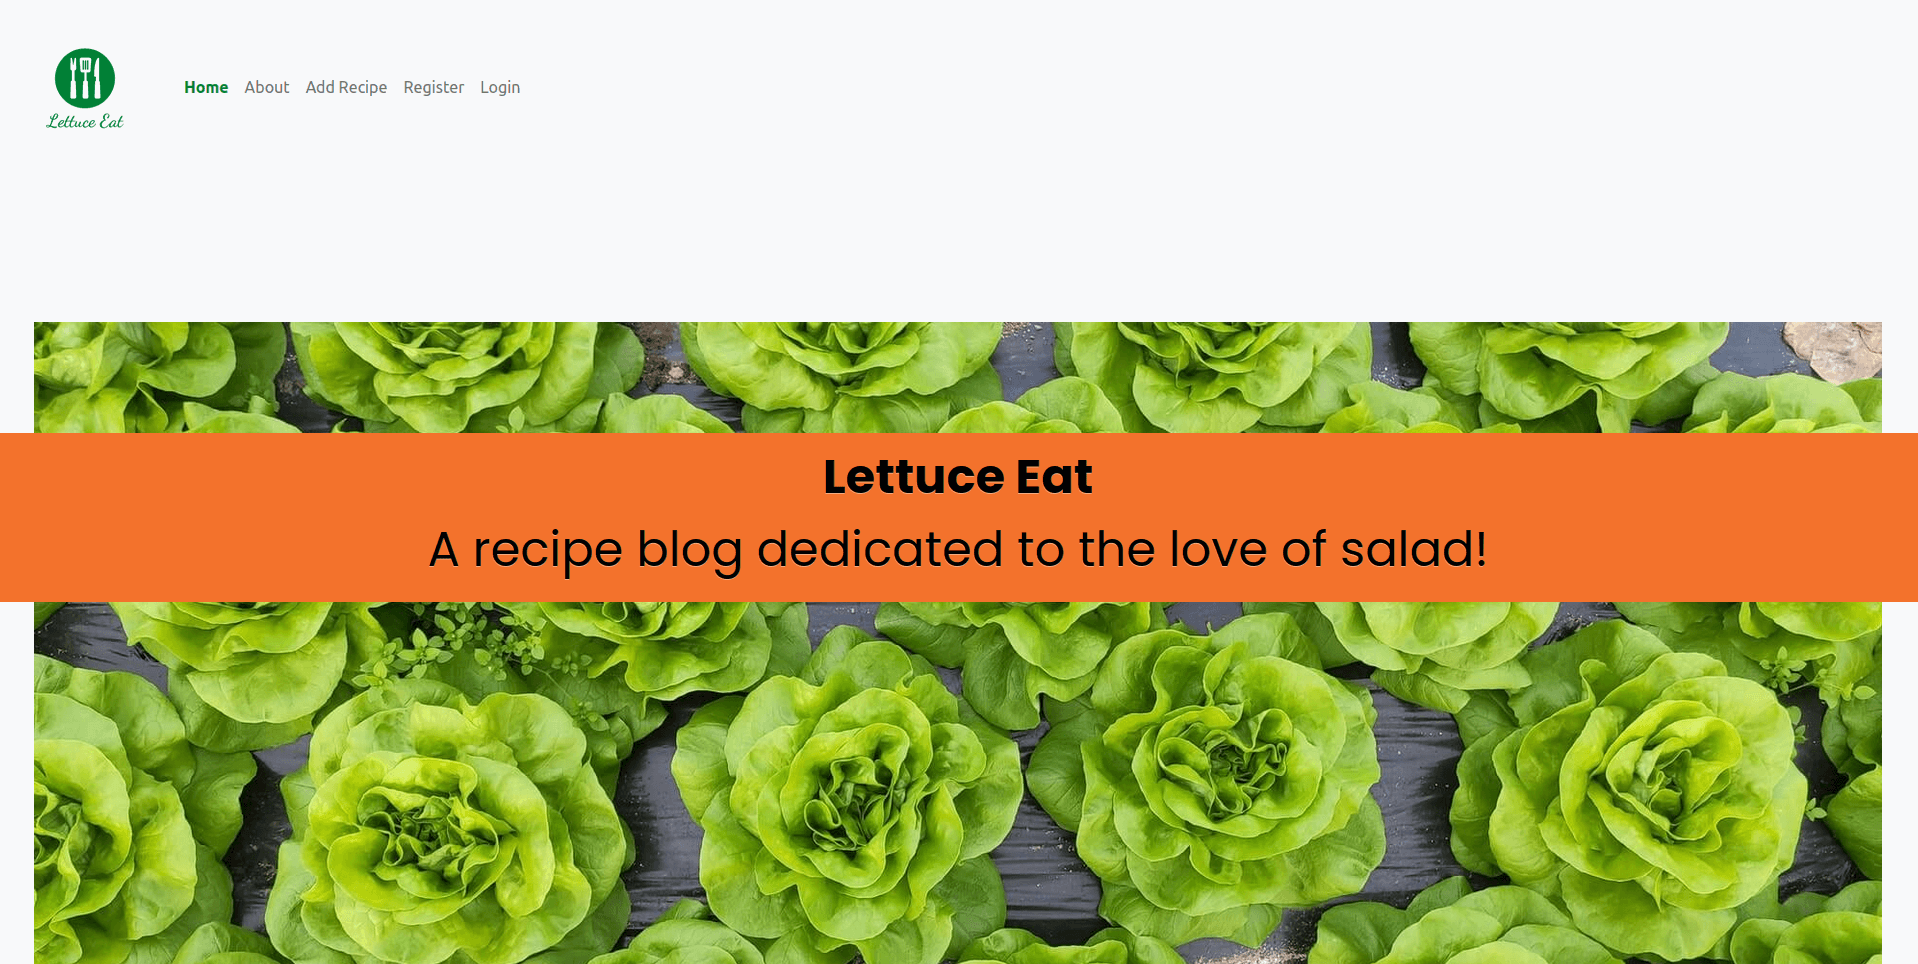 Lettuce Eat
Home About Add Recipe Register Login
Lettuce Eat
A recipe blog dedicated to the love of salad!